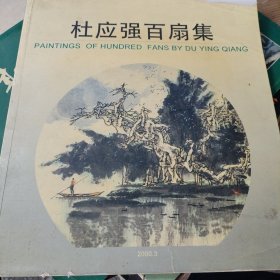 杜应强百扇集
PAINTINGS OF HUNDRED FANS BY DU YING QIANG
2000.3